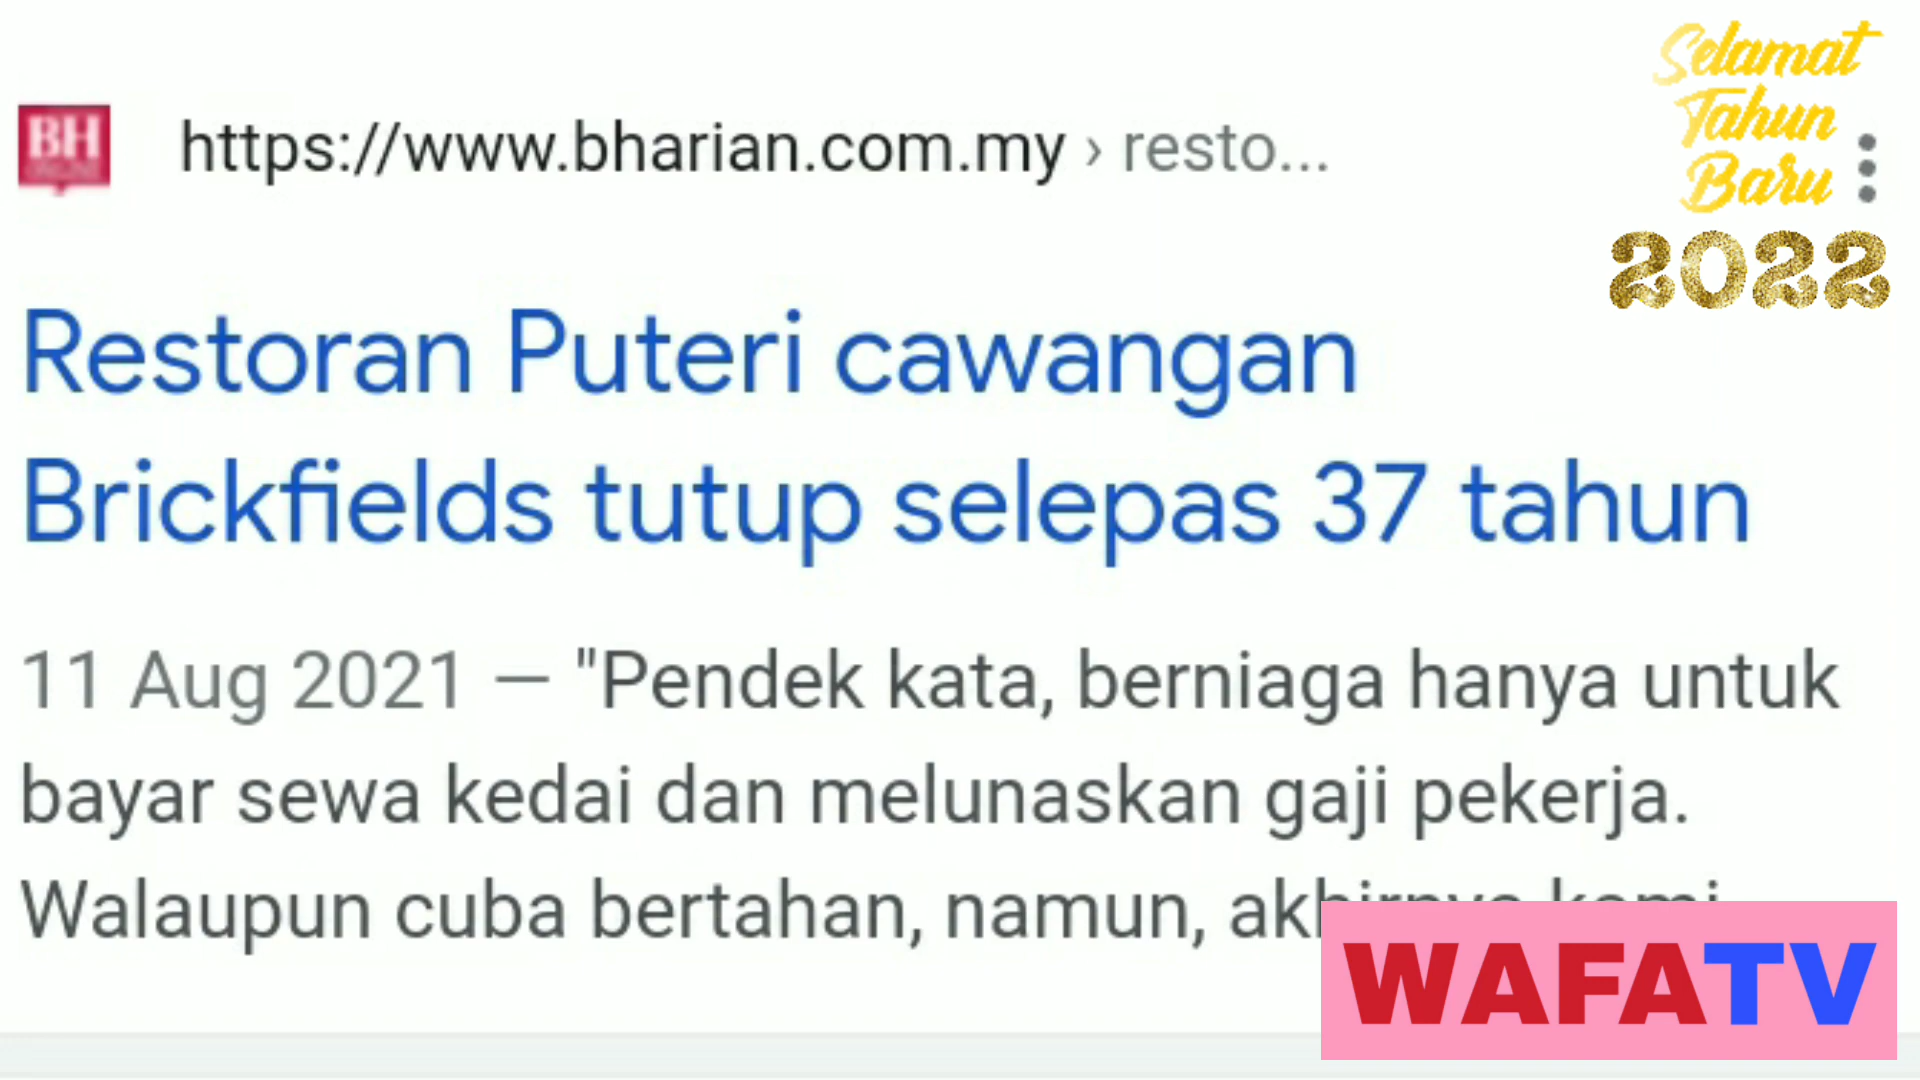 Selamat
Tahun
Baru
2022
BH
https://www.bharian.com.my › resto...
Restoran Puteri cawangan
Brickfields tutup selepas 37 tahun
11 Aug 2021 — "Pendek kata, berniaga hanya untuk
bayar sewa kedai dan melunaskan gaji pekerja.
Walaupun cuba bertahan, namun, akhirnya kami
WAFATV